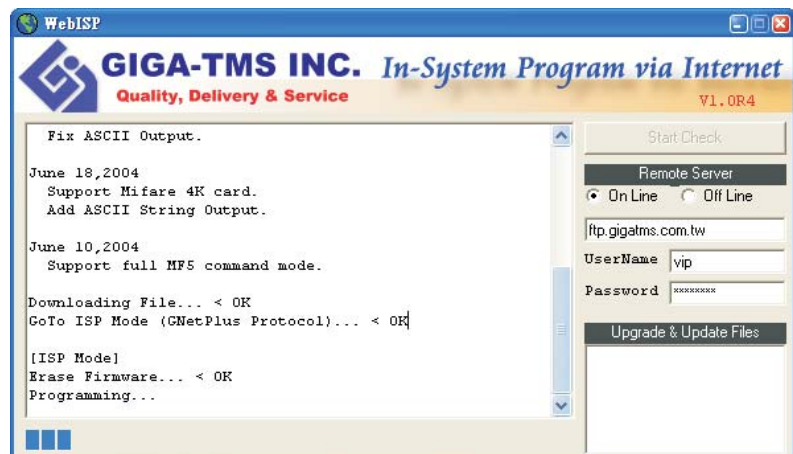 WebISP
GIGA-TMS INC.
Quality, Delivery & Service
In-System Program via Internet
V1.0R4
Fix ASCII Output.
June 18,2004
Support Mifare 4K card.
Add ASCII String Output.
June 10,2004
Support full MF5 command mode.
Downloading File... < OK
GoTo ISP Mode (GNetPlus Protocol)... < OK
[ISP Mode]
Erase Firmware... < OK
Programming...
Start Check
Remote Server
On Line Off Line
ftp.gigatms.com.tw
UserName vip
Password ********
Upgrade & Update Files